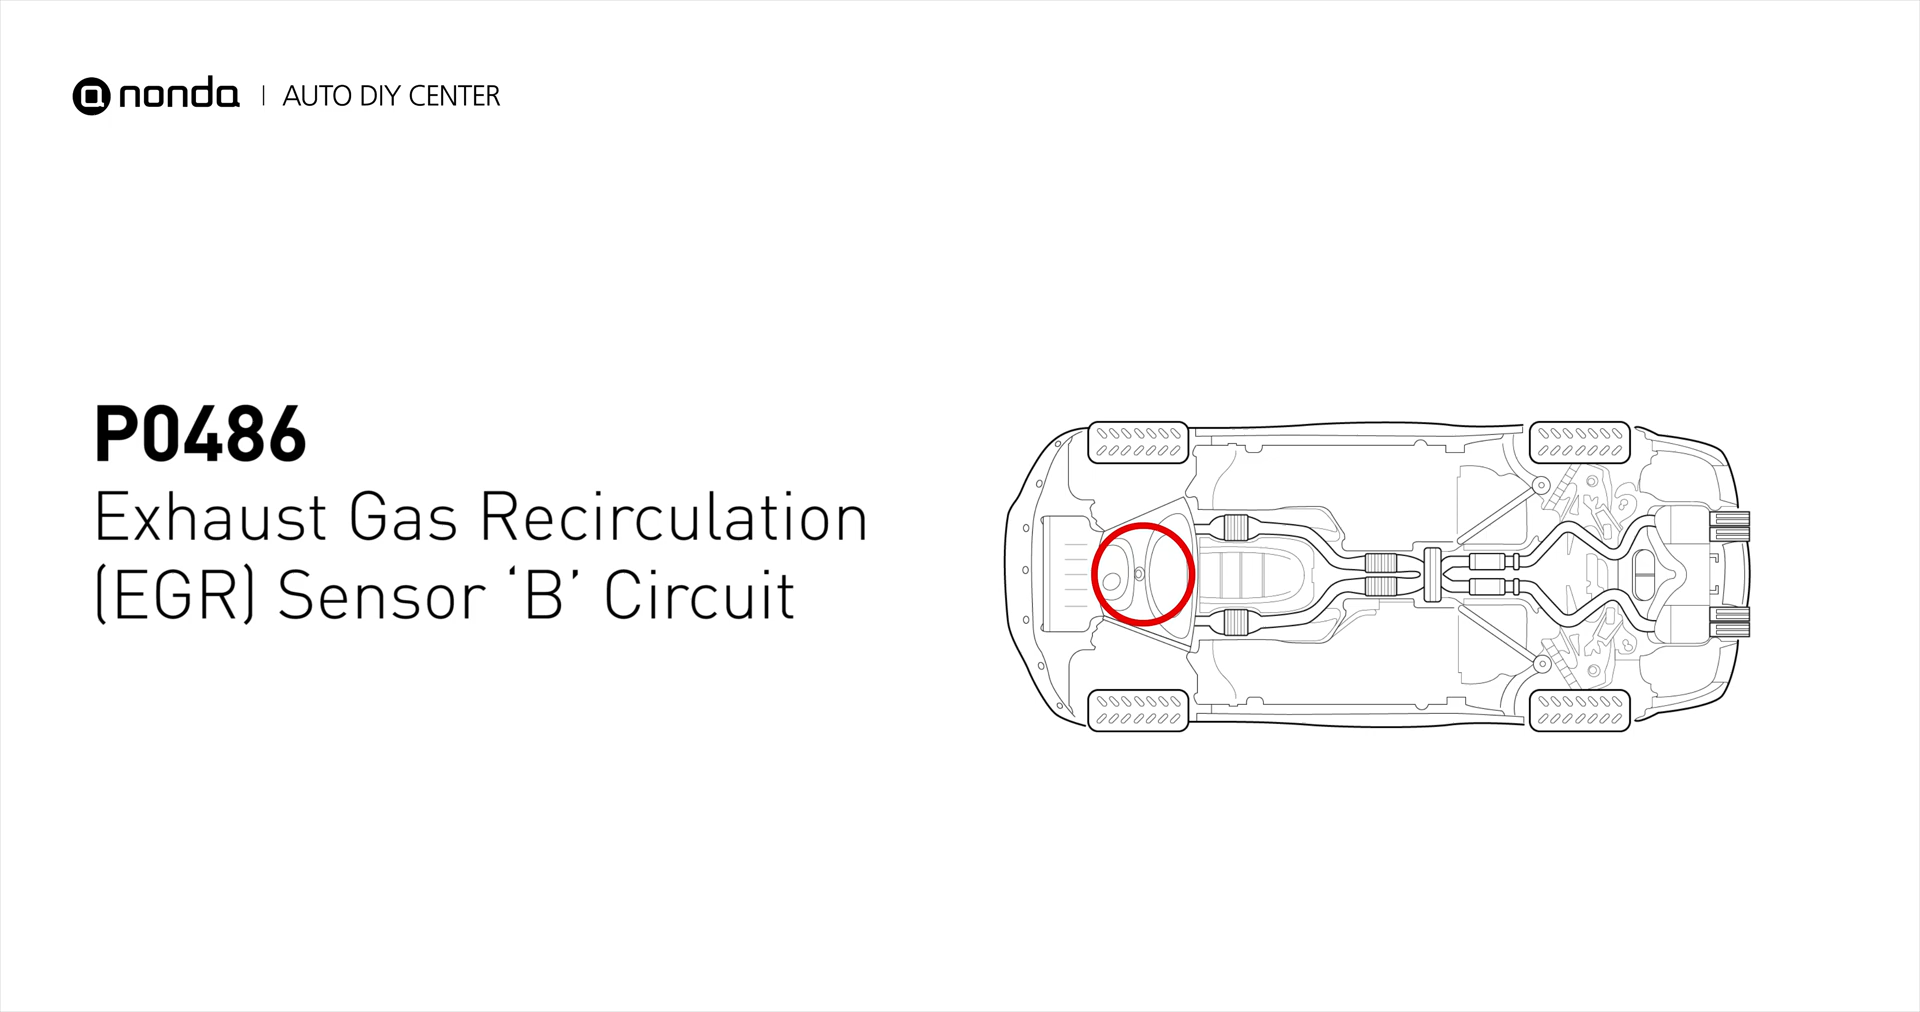 nonda | AUTO DIY CENTER
P0486
Exhaust Gas Recirculation
(EGR) Sensor ‘B’ Circuit